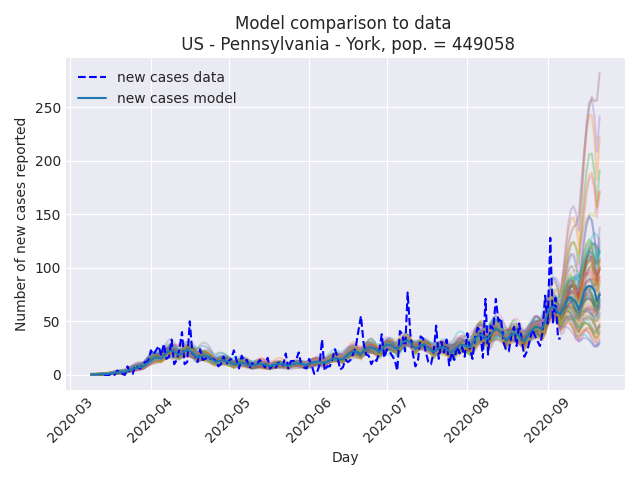 Model comparison to data
US - Pennsylvania - York, pop. = 449058
new cases data
new cases model
Number of new cases reported
250
200
150
100
50
0
2020-03
2020-04
2020-05
2020-06
2020-07
2020-08
2020-09
Day